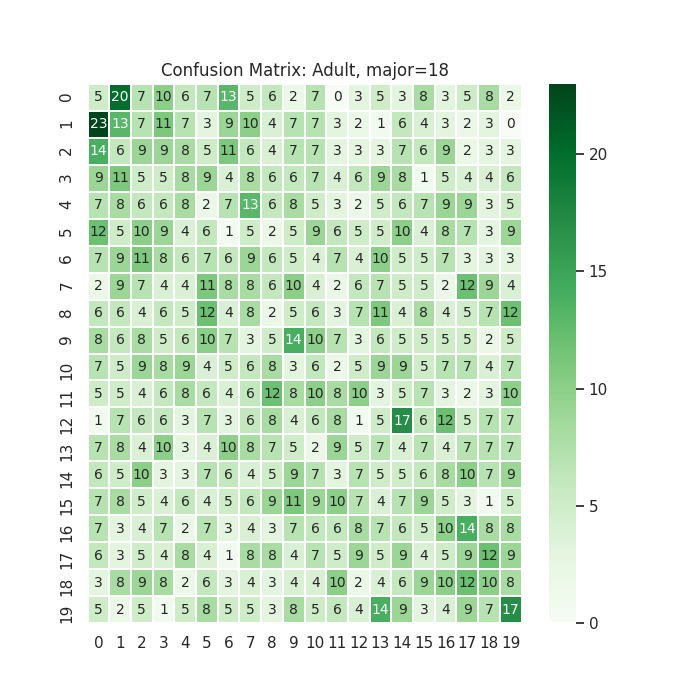 Confusion Matrix: Adult, major=18
0 5 20 7 10 6 7 13 5 6 2 7 0 3 5 3 8 3 5 8 2
1 23 13 7 11 7 3 9 10 4 7 7 3 2 1 6 4 3 2 3 0
2 14 6 9 9 8 5 11 6 4 7 7 3 3 3 7 6 9 2 3 3
3 9 11 5 5 8 9 4 8 6 6 7 4 6 9 8 1 5 4 4 6
4 7 8 6 6 8 2 7 13 6 8 5 3 2 5 6 7 9 9 3 5
5 12 5 10 9 4 6 1 5 2 5 9 6 5 5 10 4 8 7 3 9
6 7 9 11 8 6 7 6 9 6 5 4 7 4 10 5 5 7 3 3 3
7 2 9 7 4 4 11 8 8 6 10 4 2 6 7 5 5 2 12 9 4
8 6 6 4 6 5 12 4 8 2 5 6 3 7 11 4 8 4 5 7 12
9 8 6 8 5 6 10 7 3 5 14 10 7 3 6 5 5 5 5 2 5
10 7 5 9 8 9 4 5 6 8 3 6 2 5 9 9 5 7 7 4 7
11 5 5 4 6 8 6 4 6 12 8 10 8 10 3 5 7 3 2 3 10
12 1 7 6 6 3 7 3 6 8 4 6 8 1 5 17 6 12 5 7 7
13 7 8 4 10 3 4 10 8 7 5 2 9 5 7 4 7 4 7 7 7
14 6 5 10 3 3 7 6 4 5 9 7 3 7 5 5 6 8 10 7 9
15 7 8 5 4 6 4 5 6 9 11 9 10 7 4 7 9 5 3 1 5
16 7 3 4 7 2 7 3 4 3 7 6 6 8 7 6 5 10 14 8 8
17 6 3 5 4 8 4 1 8 8 4 7 5 9 5 9 4 5 9 12 9
18 3 8 9 8 2 6 3 4 3 4 4 10 2 4 6 9 10 12 10 8
19 5 2 5 1 5 8 5 5 3 8 5 6 4 14 9 3 4 9 7 17
0 1 2 3 4 5 6 7 8 9 10 11 12 13 14 15 16 17 18 19
20
15
10
5
0